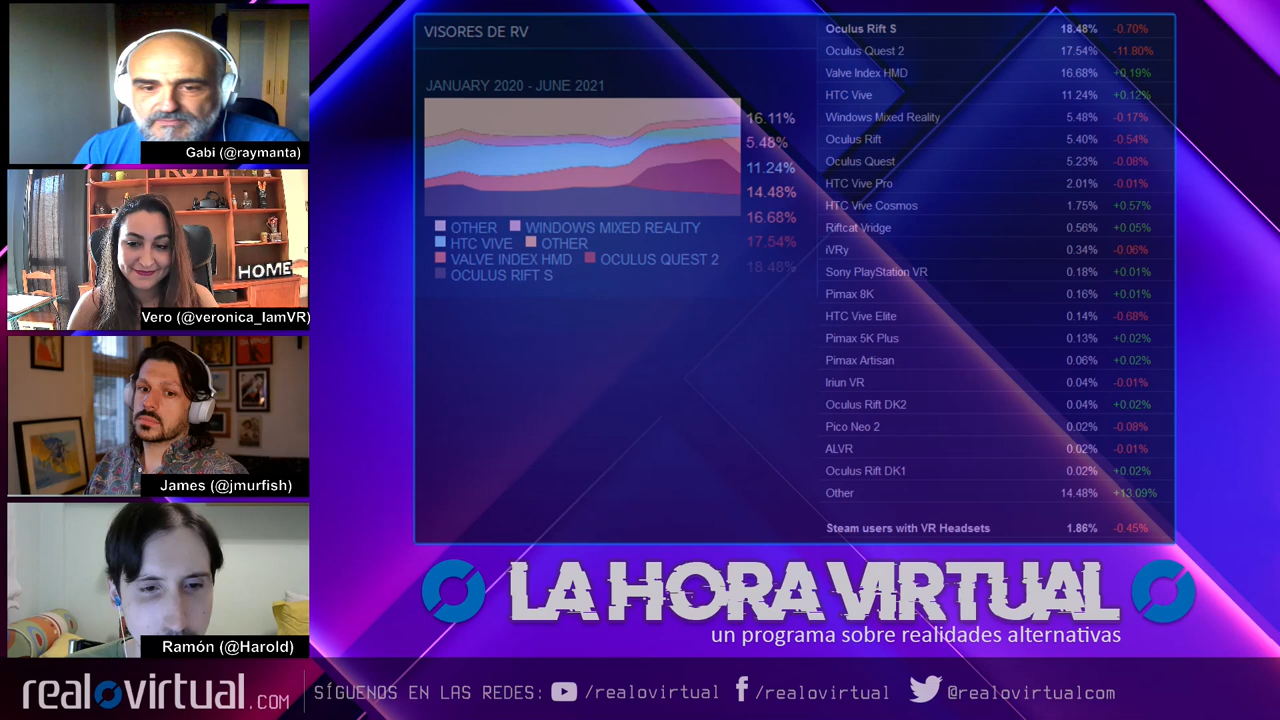 Gabi (@raymanta)
TRUTH
HOME
Vero (@veronica_IamVR)
James (@jmurfish)
Ramón (@Harold)
VISORES DE RV
JANUARY 2020 - JUNE 2021
16.11%
5.48%
11.24%
14.48%
16.68%
17.54%
18.48%
OTHER WINDOWS MIXED REALITY
HTC VIVE OTHER
VALVE INDEX HMD OCULUS QUEST 2
OCULUS RIFT S
Oculus Rift S 18.48% -0.70%
Oculus Quest 2 17.54% -11.80%
Valve Index HMD 16.68% +0.19%
HTC Vive 11.24% +0.12%
Windows Mixed Reality 5.48% -0.17%
Oculus Rift 5.40% -0.54%
Oculus Quest 5.23% -0.08%
HTC Vive Pro 2.01% -0.01%
HTC Vive Cosmos 1.75% +0.57%
Riftcat Vridge 0.56% +0.05%
iVRy 0.34% -0.06%
Sony PlayStation VR 0.18% +0.01%
Pimax 8K 0.16% +0.01%
HTC Vive Elite 0.14% -0.68%
Pimax 5K Plus 0.13% +0.02%
Pimax Artisan 0.06% +0.02%
Iriun VR 0.04% -0.01%
Oculus Rift DK2 0.04% +0.02%
Pico Neo 2 0.02% -0.08%
ALVR 0.02% -0.01%
Oculus Rift DK1 0.02% +0.02%
Other 14.48% +13.09%
Steam users with VR Headsets 1.86% -0.45%
LA HORA VIRTUAL
un programa sobre realidades alternativas
realovirtual.com SÍGUENOS EN LAS REDES: /realovirtual /realovirtual @realovirtualcom